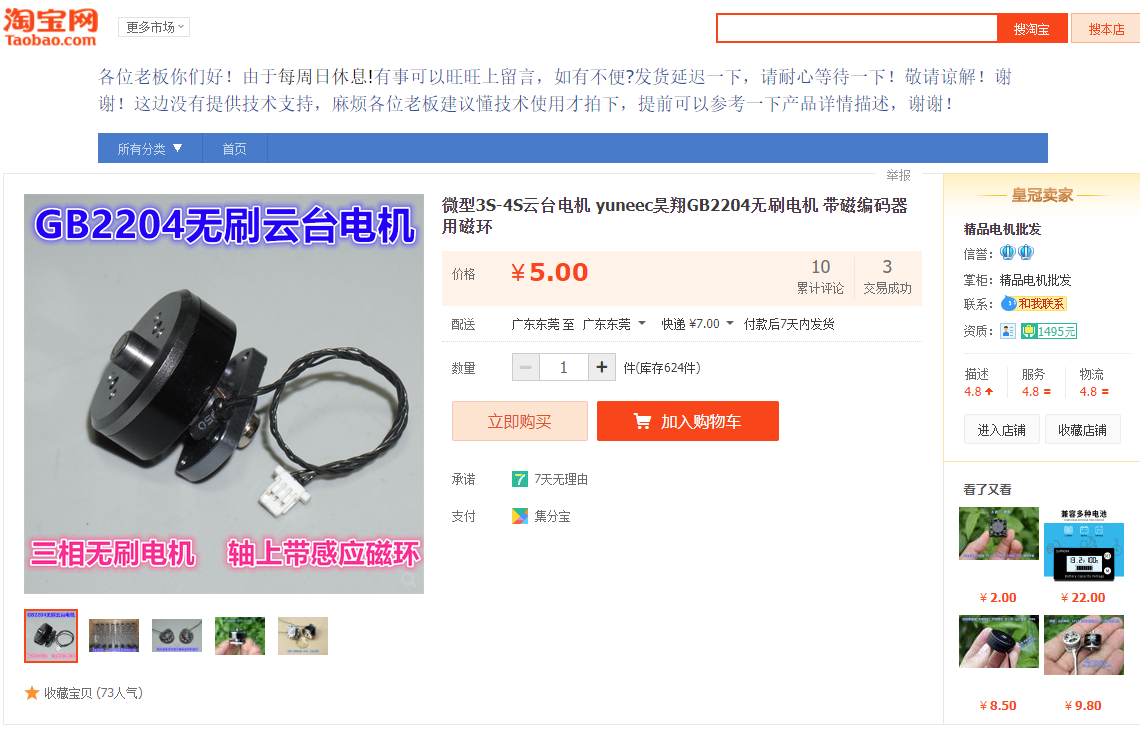 淘宝网
Taobao.com
更多市场
搜淘宝
搜本店
各位老板你们好！由于每周日休息!有事可以旺旺上留言，如有不便?发货延迟一下，请耐心等待一下！敬请谅解！谢
谢！这边没有提供技术支持，麻烦各位老板建议懂技术使用才拍下，提前可以参考一下产品详情描述，谢谢！
所有分类 ▼
首页
举报
GB2204无刷云台电机
三相无刷电机 轴上带感应磁环
收藏宝贝 (73人气)
微型3S-4S云台电机 yuneec昊翔GB2204无刷电机 带磁编码器
用磁环
价格
¥ 5.00
10
累计评论
3
交易成功
配送
广东东莞 至 广东东莞 快递 ¥7.00 付款后7天内发货
数量
− 1 +
件(库存624件)
立即购买
加入购物车
承诺
7 7天无理由
支付
集分宝
皇冠卖家
精品电机批发
信誉：
掌柜：精品电机批发
联系：和我联系
资质：1495元
描述 服务 物流
4.8 4.8 = 4.8 =
进入店铺
收藏店铺
看了又看
兼容多种电池
13.2v 100%
Battery capacity Voltage
¥ 2.00
¥ 22.00
¥ 8.50
¥ 9.80